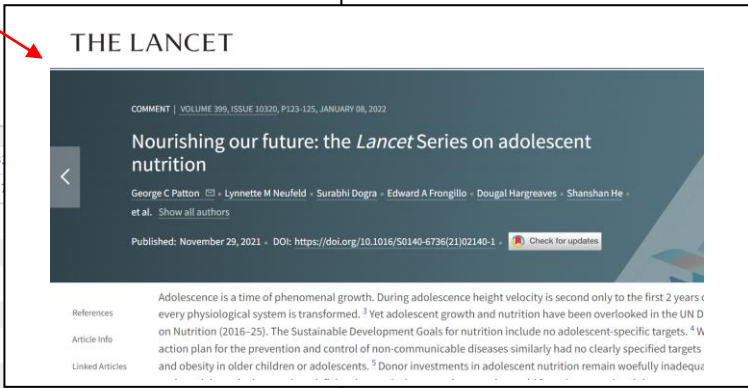 THE LANCET
COMMENT | VOLUME 399, ISSUE 10320, P123-125, JANUARY 08, 2022
Nourishing our future: the Lancet Series on adolescent
nutrition
George C Patton • Lynnette M Neufeld • Surabhi Dogra • Edward A Frongillo • Dougal Hargreaves • Shanshan He •
et al. Show all authors
Published: November 29, 2021 • DOI: https://doi.org/10.1016/S0140-6736(21)02140-1 • Check for updates
Adolescence is a time of phenomenal growth. During adolescence height velocity is second only to the first 2 years
References
every physiological system is transformed. 3 Yet adolescent growth and nutrition have been overlooked in the UN D
on Nutrition (2016–25). The Sustainable Development Goals for nutrition include no adolescent-specific targets. 4 W
Article Info
action plan for the prevention and control of non-communicable diseases similarly had no clearly specified targets
and obesity in older children or adolescents. 5 Donor investments in adolescent nutrition remain woefully inadequa
Linked Articles